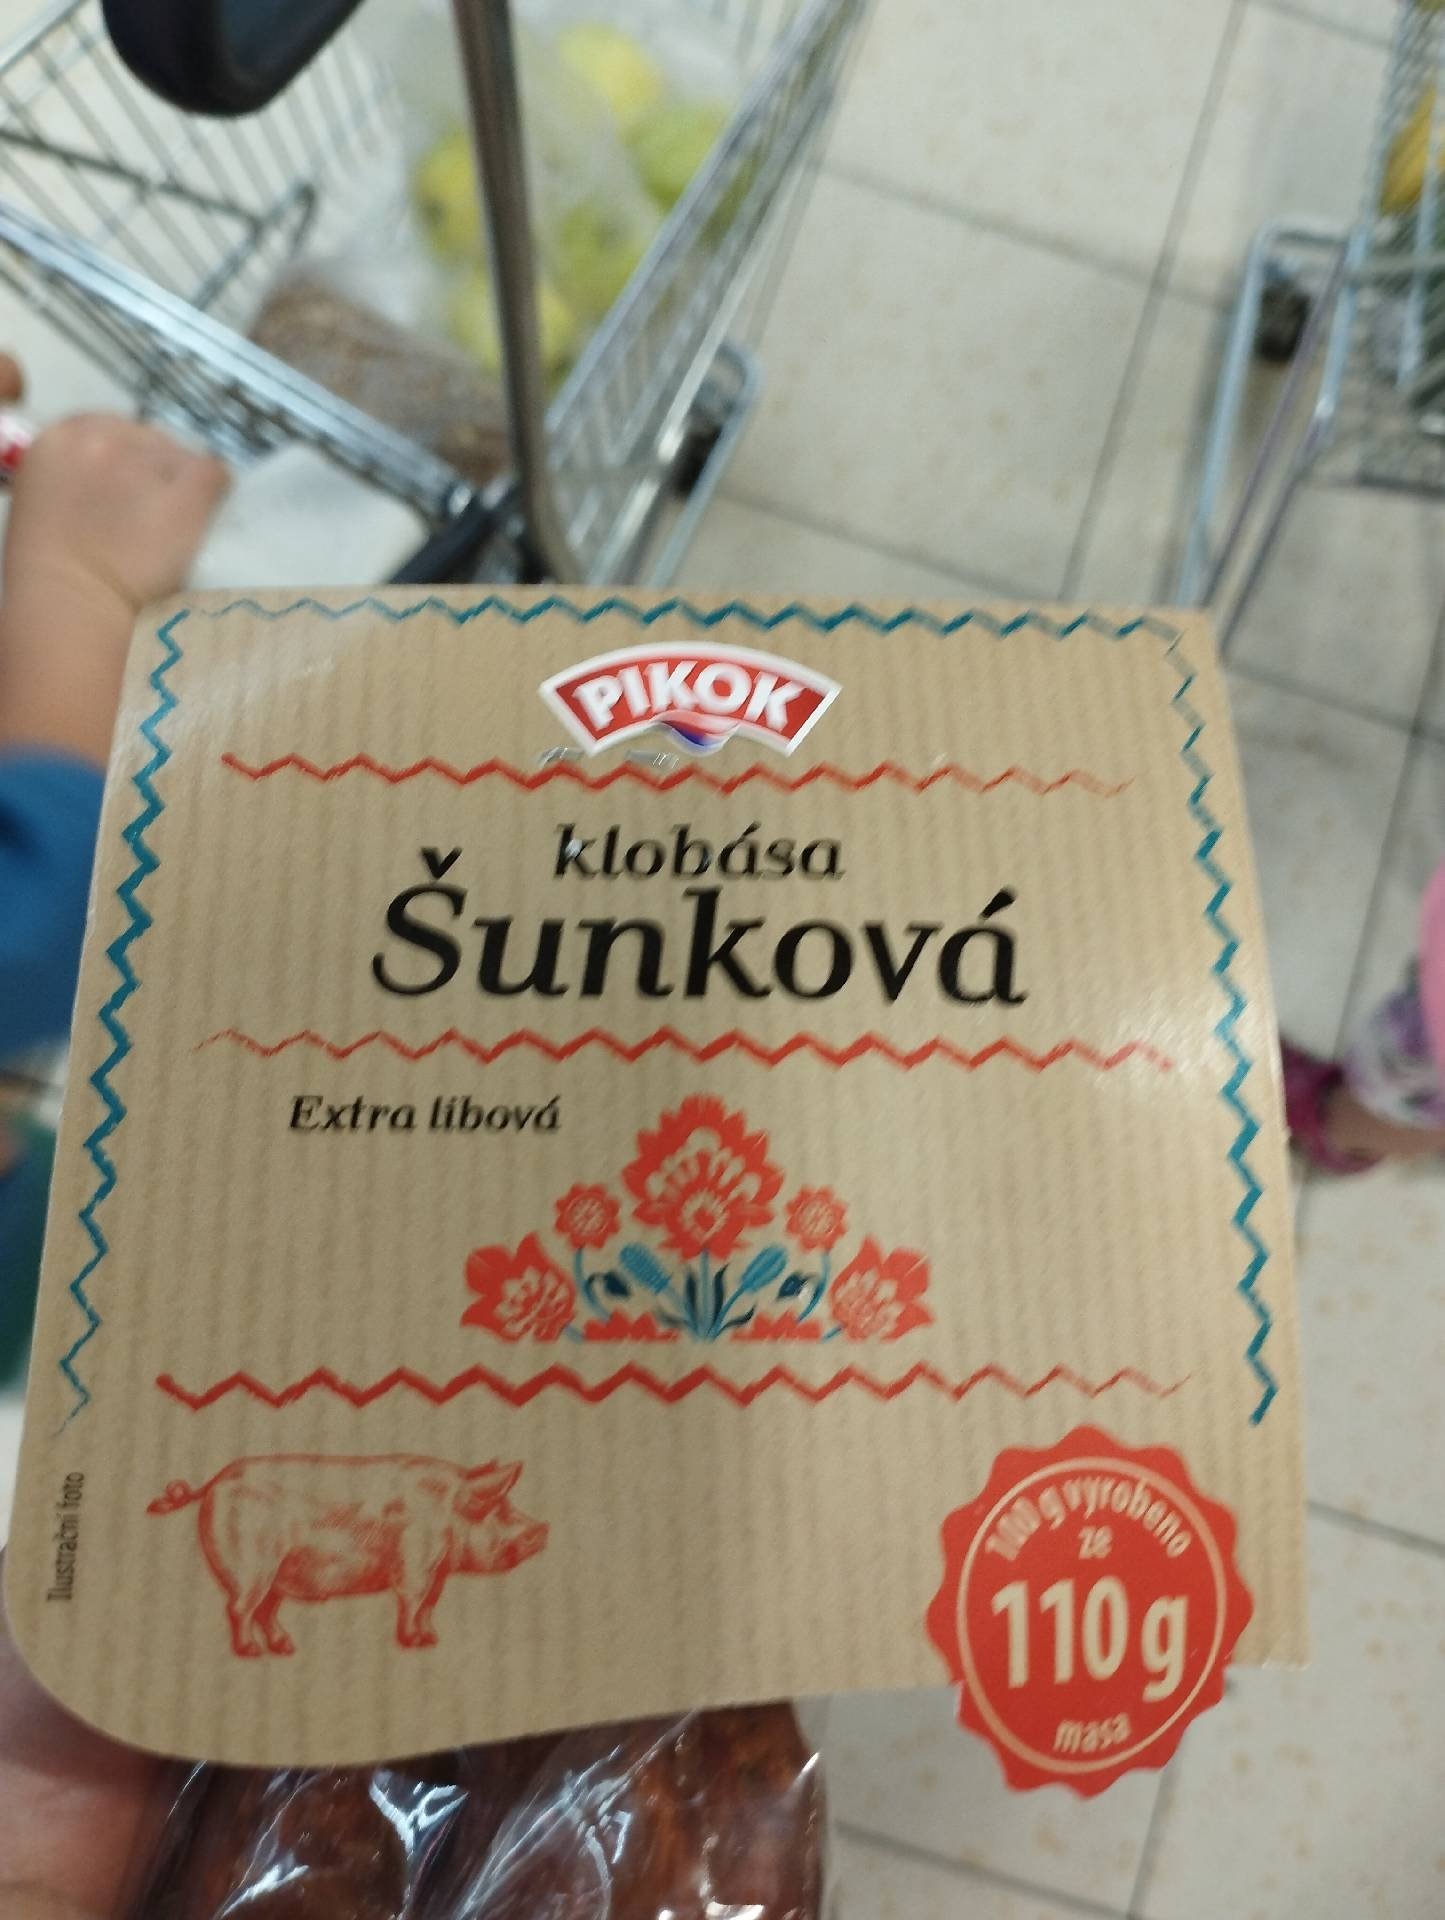 PIKOK
klobása
Šunková
Extra libová
Ilustrační foto
100 g vyrobeno
ze
110 g
masa